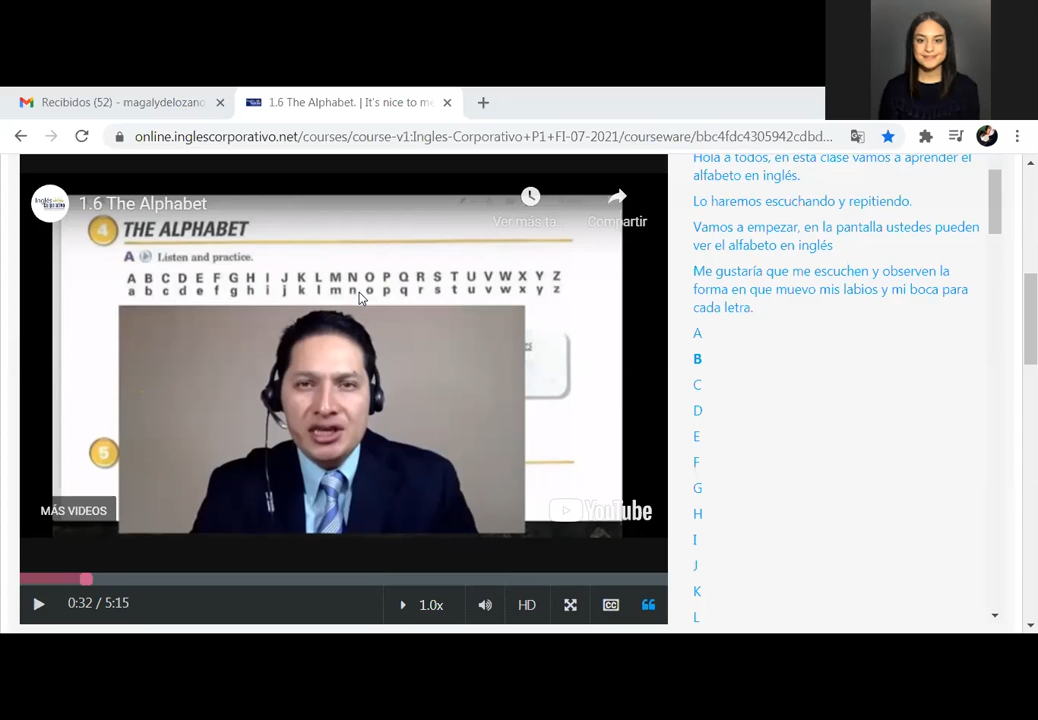 Recibidos (52) - magalydelozano
1.6 The Alphabet. | It's nice to me
online.inglescorporativo.net/courses/course-v1:Ingles-Corporativo+P1+FI-07-2021/courseware/bbc4fdc4305942cdbd...
1.6 The Alphabet
Ver más ta...
Compartir
4 THE ALPHABET
A Listen and practice.
A B C D E F G H I J K L M N O P Q R S T U V W X Y Z
a b c d e f g h i j k l m n o p q r s t u v w x y z
5
MÁS VIDEOS
YouTube
0:32 / 5:15
1.0x
HD
CC
Hola a todos, en esta clase vamos a aprender el
alfabeto en inglés.
Lo haremos escuchando y repitiendo.
Vamos a empezar, en la pantalla ustedes pueden
ver el alfabeto en inglés
Me gustaría que me escuchen y observen la
forma en que muevo mis labios y mi boca para
cada letra.
A
B
C
D
E
F
G
H
I
J
K
L